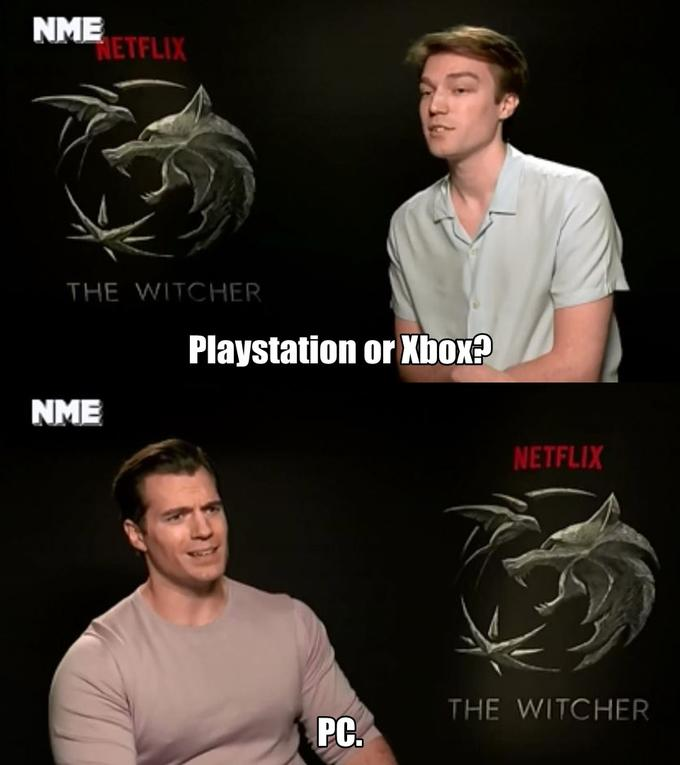 NME
NETFLIX
THE WITCHER
Playstation or Xbox?
NME
NETFLIX
THE WITCHER
PC.